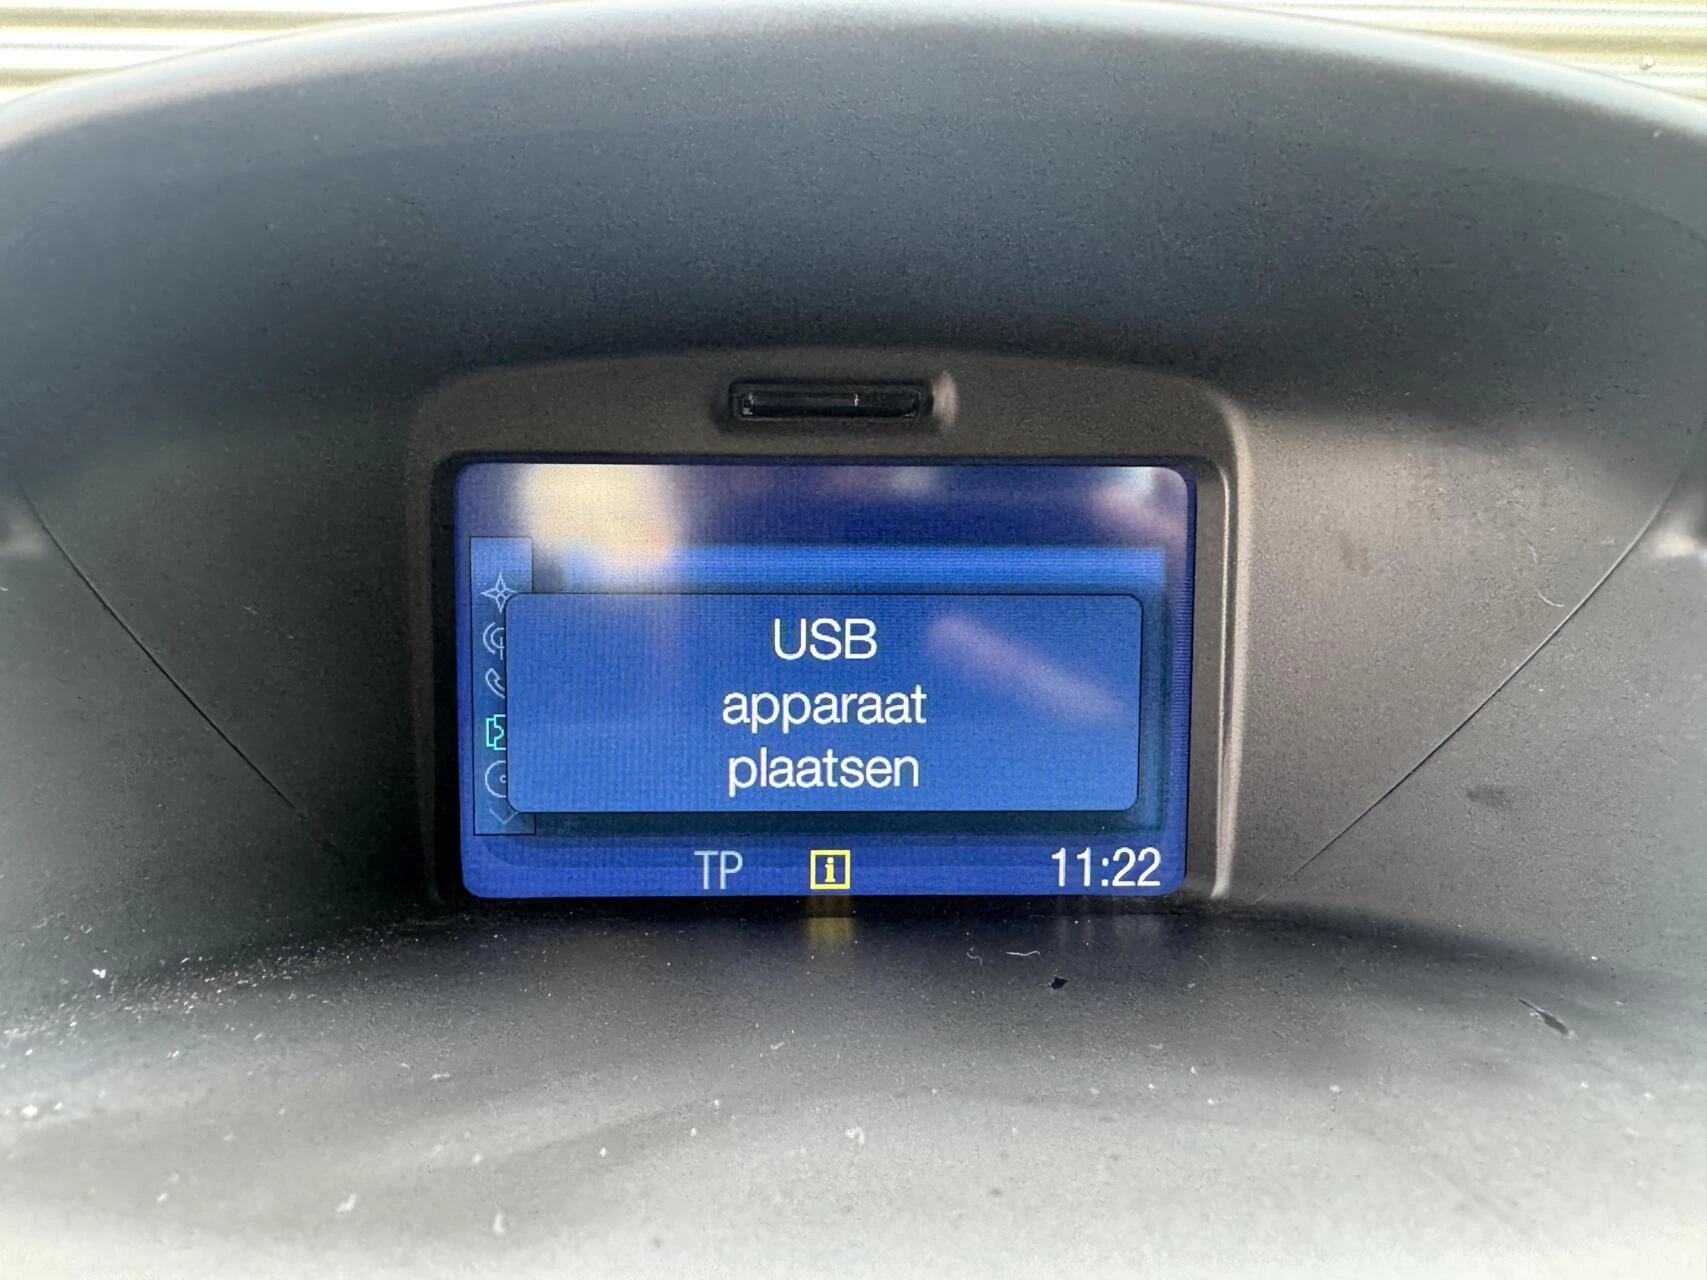 USB
apparaat
plaatsen
TP i 11:22